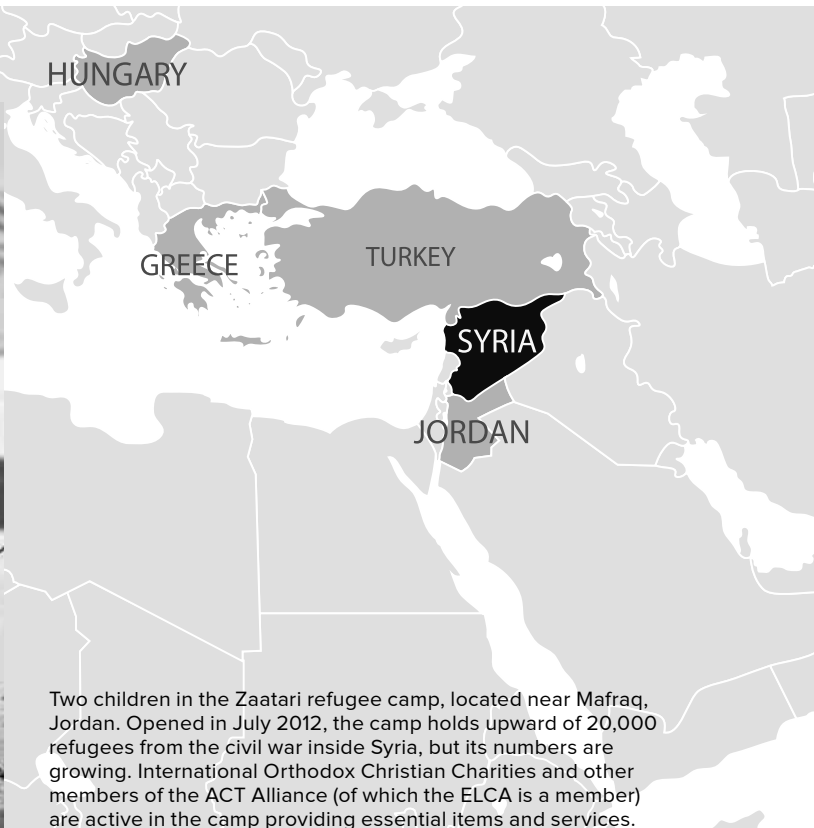 HUNGARY
GREECE
TURKEY
SYRIA
JORDAN
Two children in the Zaatari refugee camp, located near Mafraq,
Jordan. Opened in July 2012, the camp holds upward of 20,000
refugees from the civil war inside Syria, but its numbers are
growing. International Orthodox Christian Charities and other
members of the ACT Alliance (of which the ELCA is a member)
are active in the camp providing essential items and services.